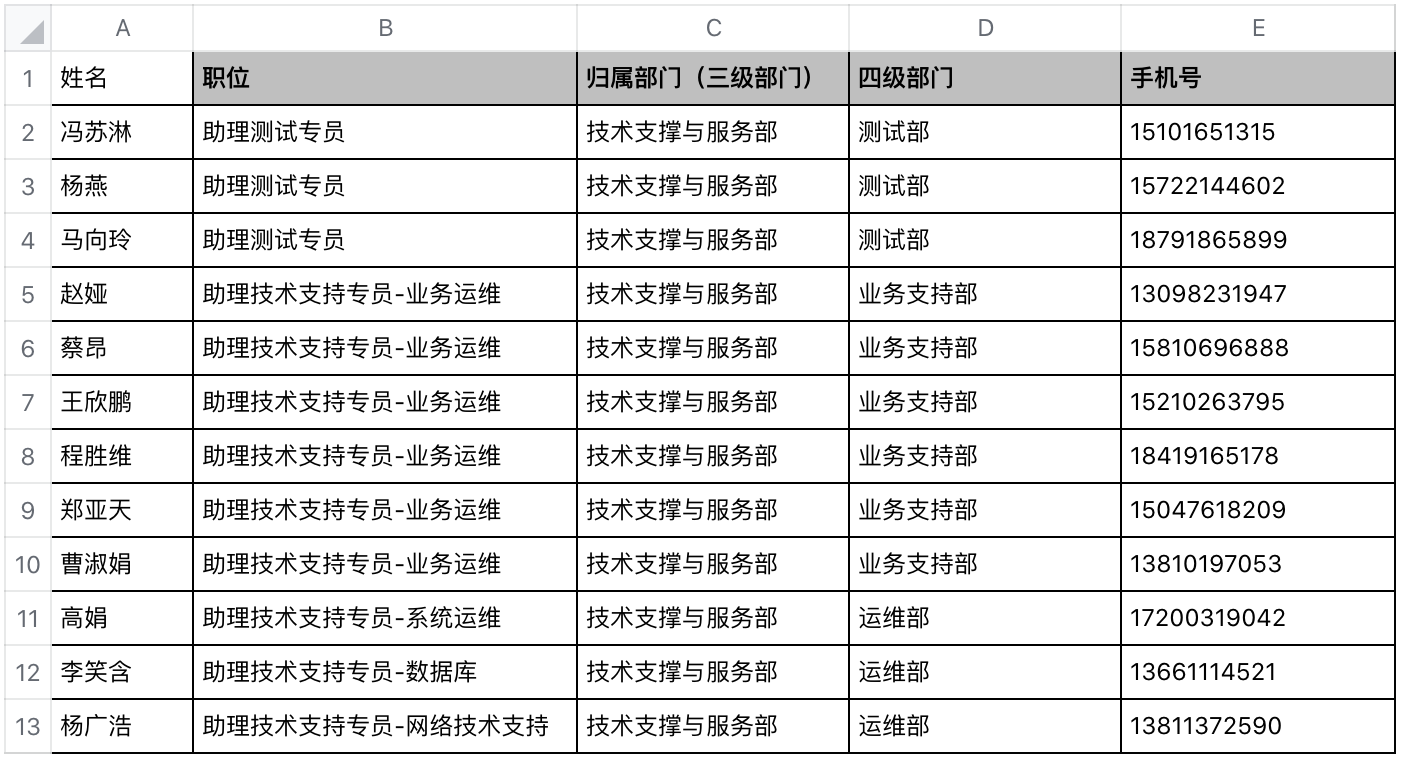 A B C D E
1 姓名 职位 归属部门（三级部门） 四级部门 手机号
2 冯苏淋 助理测试专员 技术支撑与服务部 测试部 15101651315
3 杨燕 助理测试专员 技术支撑与服务部 测试部 15722144602
4 马向玲 助理测试专员 技术支撑与服务部 测试部 18791865899
5 赵娅 助理技术支持专员-业务运维 技术支撑与服务部 业务支持部 13098231947
6 蔡昂 助理技术支持专员-业务运维 技术支撑与服务部 业务支持部 15810696888
7 王欣鹏 助理技术支持专员-业务运维 技术支撑与服务部 业务支持部 15210263795
8 程胜维 助理技术支持专员-业务运维 技术支撑与服务部 业务支持部 18419165178
9 郑亚天 助理技术支持专员-业务运维 技术支撑与服务部 业务支持部 15047618209
10 曹淑娟 助理技术支持专员-业务运维 技术支撑与服务部 业务支持部 13810197053
11 高娟 助理技术支持专员-系统运维 技术支撑与服务部 运维部 17200319042
12 李笑含 助理技术支持专员-数据库 技术支撑与服务部 运维部 13661114521
13 杨广浩 助理技术支持专员-网络技术支持 技术支撑与服务部 运维部 13811372590